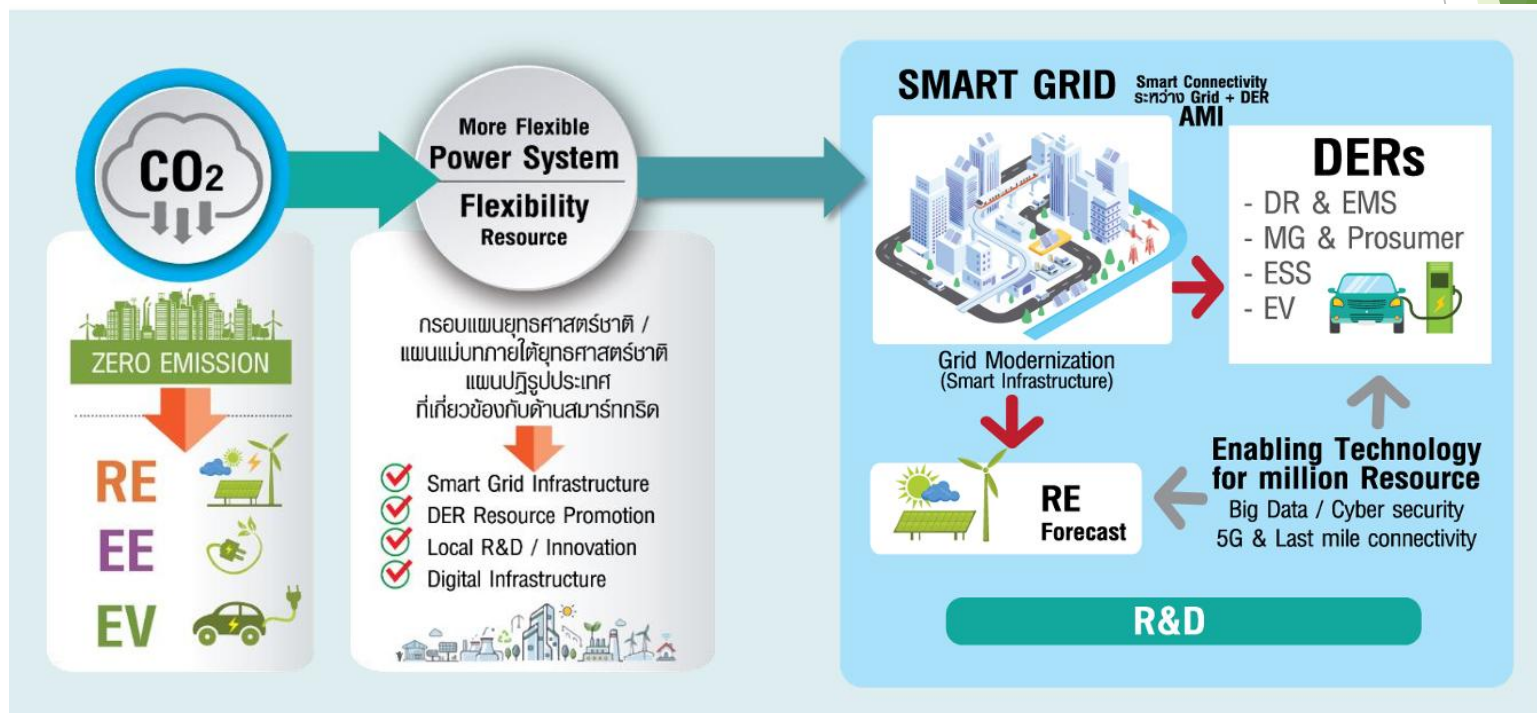 CO2
ZERO EMISSION
RE
EE
EV
More Flexible
Power System
Flexibility
Resource
กรอบแผนยุทธศาสตร์ชาติ /
แผนแม่บทภายใต้ยุทธศาสตร์ชาติ
แผนปฏิรูปประเทศ
ที่เกี่ยวข้องกับด้านสมาร์ทกริด
Smart Grid Infrastructure
DER Resource Promotion
Local R&D / Innovation
Digital Infrastructure
SMART GRID
Smart Connectivity
ระหว่าง Grid + DER
AMI
Grid Modernization
(Smart Infrastructure)
DERs
- DR & EMS
- MG & Prosumer
- ESS
- EV
RE
Forecast
Enabling Technology
for million Resource
Big Data / Cyber security
5G & Last mile connectivity
R&D